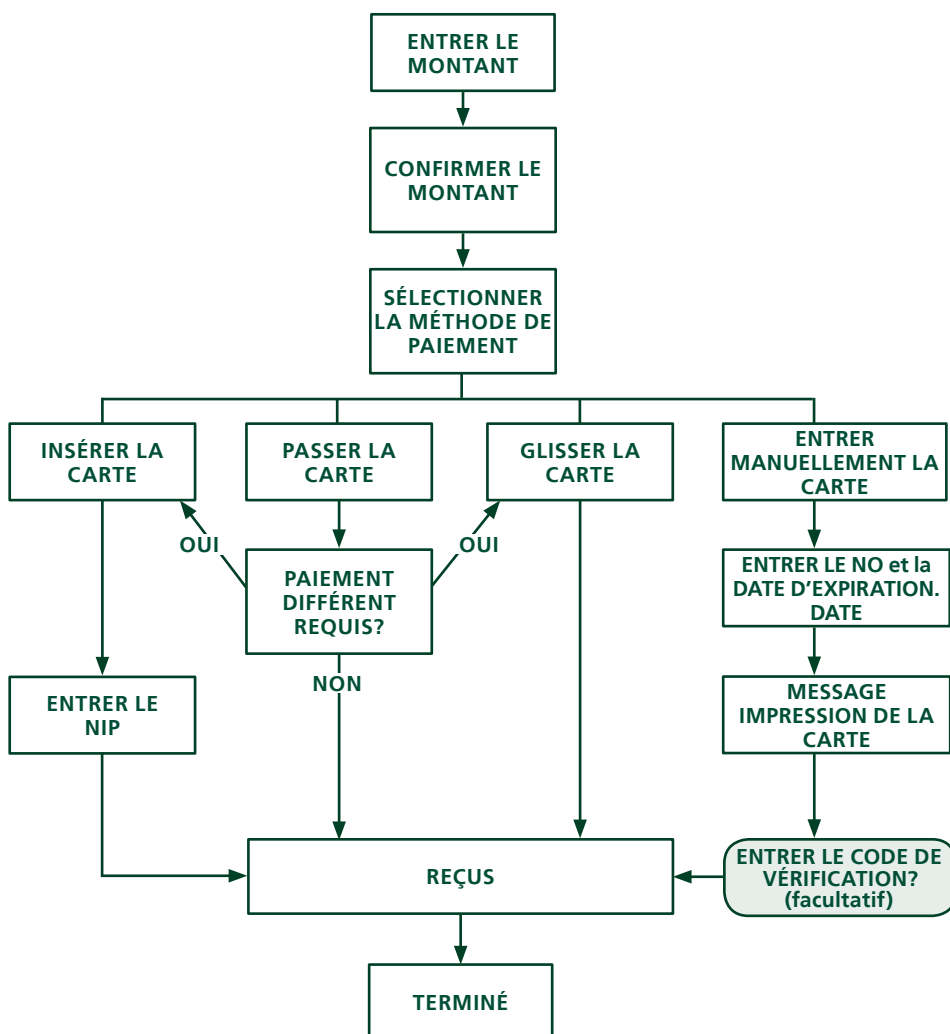 ENTRER LE
MONTANT
CONFIRMER LE
MONTANT
SÉLECTIONNER
LA MÉTHODE DE
PAIEMENT
INSÉRER LA
CARTE
PASSER LA
CARTE
GLISSER LA
CARTE
ENTRER
MANUELLEMENT LA
CARTE
OUI
OUI
PAIEMENT
DIFFÉRENT
REQUIS?
ENTRER LE NO et la
DATE D'EXPIRATION.
DATE
NON
ENTRER LE
NIP
MESSAGE
IMPRESSION DE LA
CARTE
REÇUS
ENTRER LE CODE DE
VÉRIFICATION?
(facultatif)
TERMINÉ